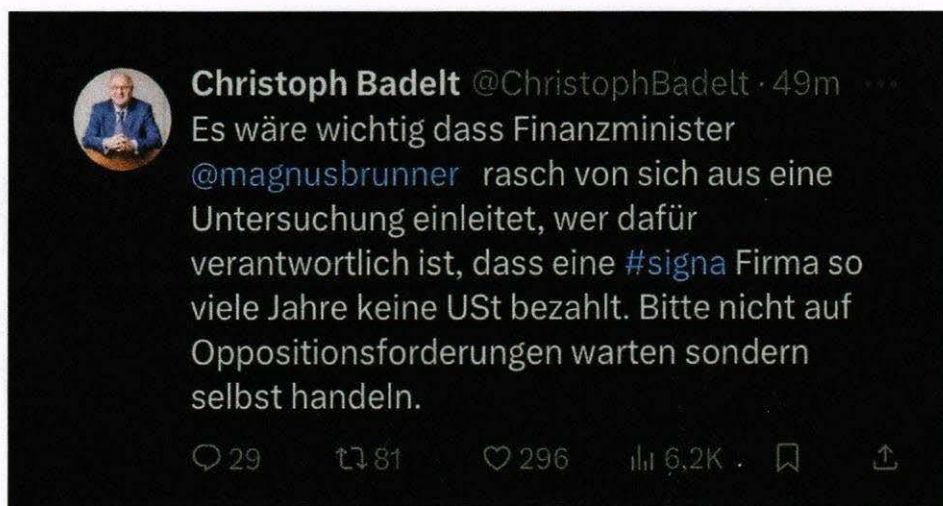 Christoph Badelt @ChristophBadelt · 49m ...
Es wäre wichtig dass Finanzminister
@magnusbrunner rasch von sich aus eine
Untersuchung einleitet, wer dafür
verantwortlich ist, dass eine #signa Firma so
viele Jahre keine USt bezahlt. Bitte nicht auf
Oppositionsforderungen warten sondern
selbst handeln.
29 81 296 6,2K